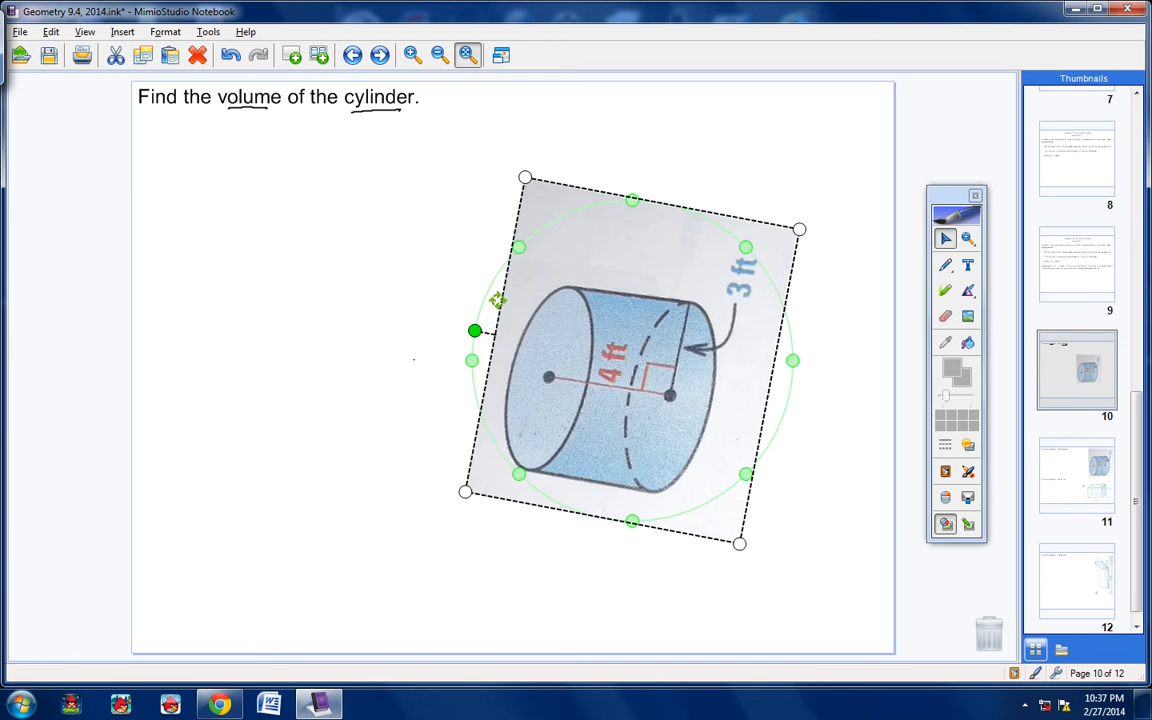 Geometry 9.4, 2014.ink* - MimioStudio Notebook
File Edit View Insert Format Tools Help
Find the volume of the cylinder.
3 ft
4 ft
Thumbnails
7
8
9
10
11
12
Page 10 of 12
10:37 PM
2/27/2014